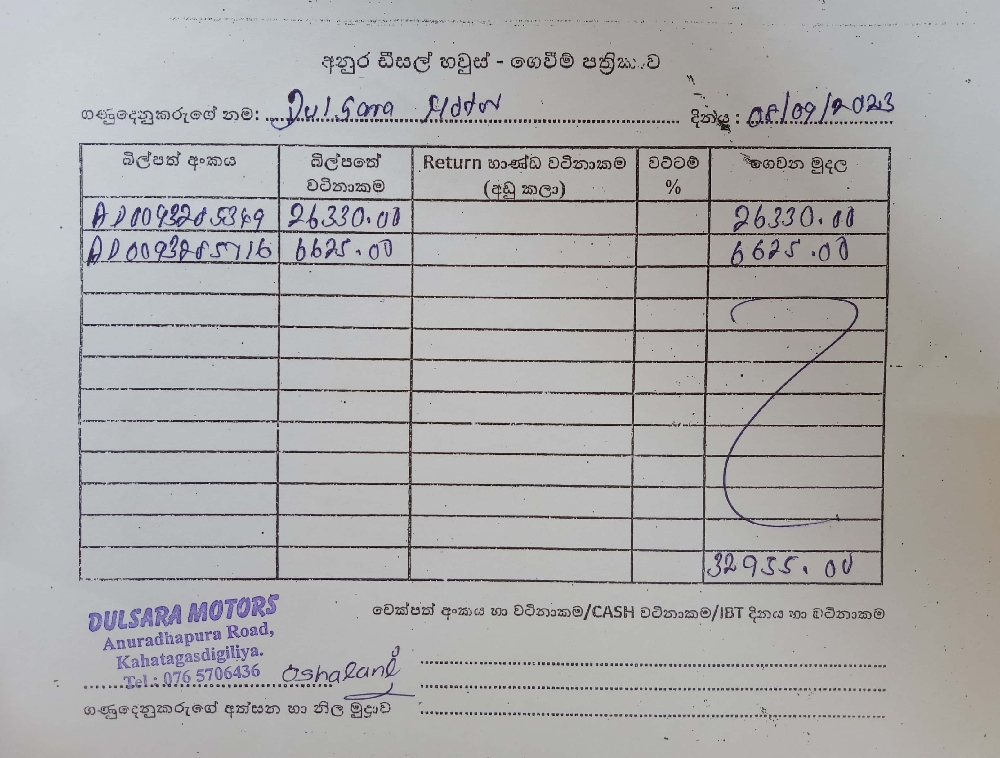 අනුර ඩීසල් හවුස් - ගෙවීම් පත්‍රිකාව
ගණුදෙනුකරුගේ නම: Dulsara Motor දිනය: 08/09/2023
බිල්පත් අංකය බිල්පතේ වටිනාකම Return භාණ්ඩ වටිනාකම (අඩු කලා) වට්ටම් % ගෙවන මුදල
AD0093285349 26330.00 26330.00
AD0093285716 6625.00 6625.00
32955.00
DULSARA MOTORS
Anuradhapura Road,
Kahatagasdigiliya.
Tel : 076 5706436
චෙක්පත් අංකය හා වටිනාකම/CASH වටිනාකම/IBT දිනය හා වටිනාකම
ගණුදෙනුකරුගේ අත්සන හා නිල මුද්‍රාව